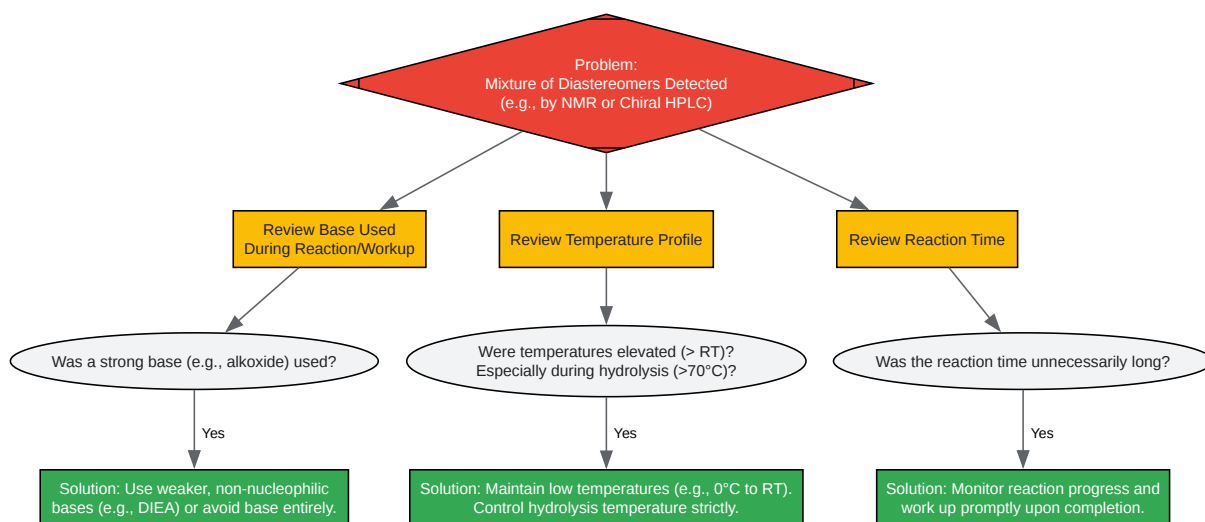 Problem:
Mixture of Diastereomers Detected
(e.g., by NMR or Chiral HPLC)
Review Base Used
During Reaction/Workup
Review Temperature Profile
Review Reaction Time
Was a strong base (e.g., alkoxide) used?
Were temperatures elevated (> RT)?
Especially during hydrolysis (>70°C)?
Was the reaction time unnecessarily long?
Yes
Yes
Yes
Solution: Use weaker, non-nucleophilic
bases (e.g., DIEA) or avoid base entirely.
Solution: Maintain low temperatures (e.g., 0°C to RT).
Control hydrolysis temperature strictly.
Solution: Monitor reaction progress and
work up promptly upon completion.